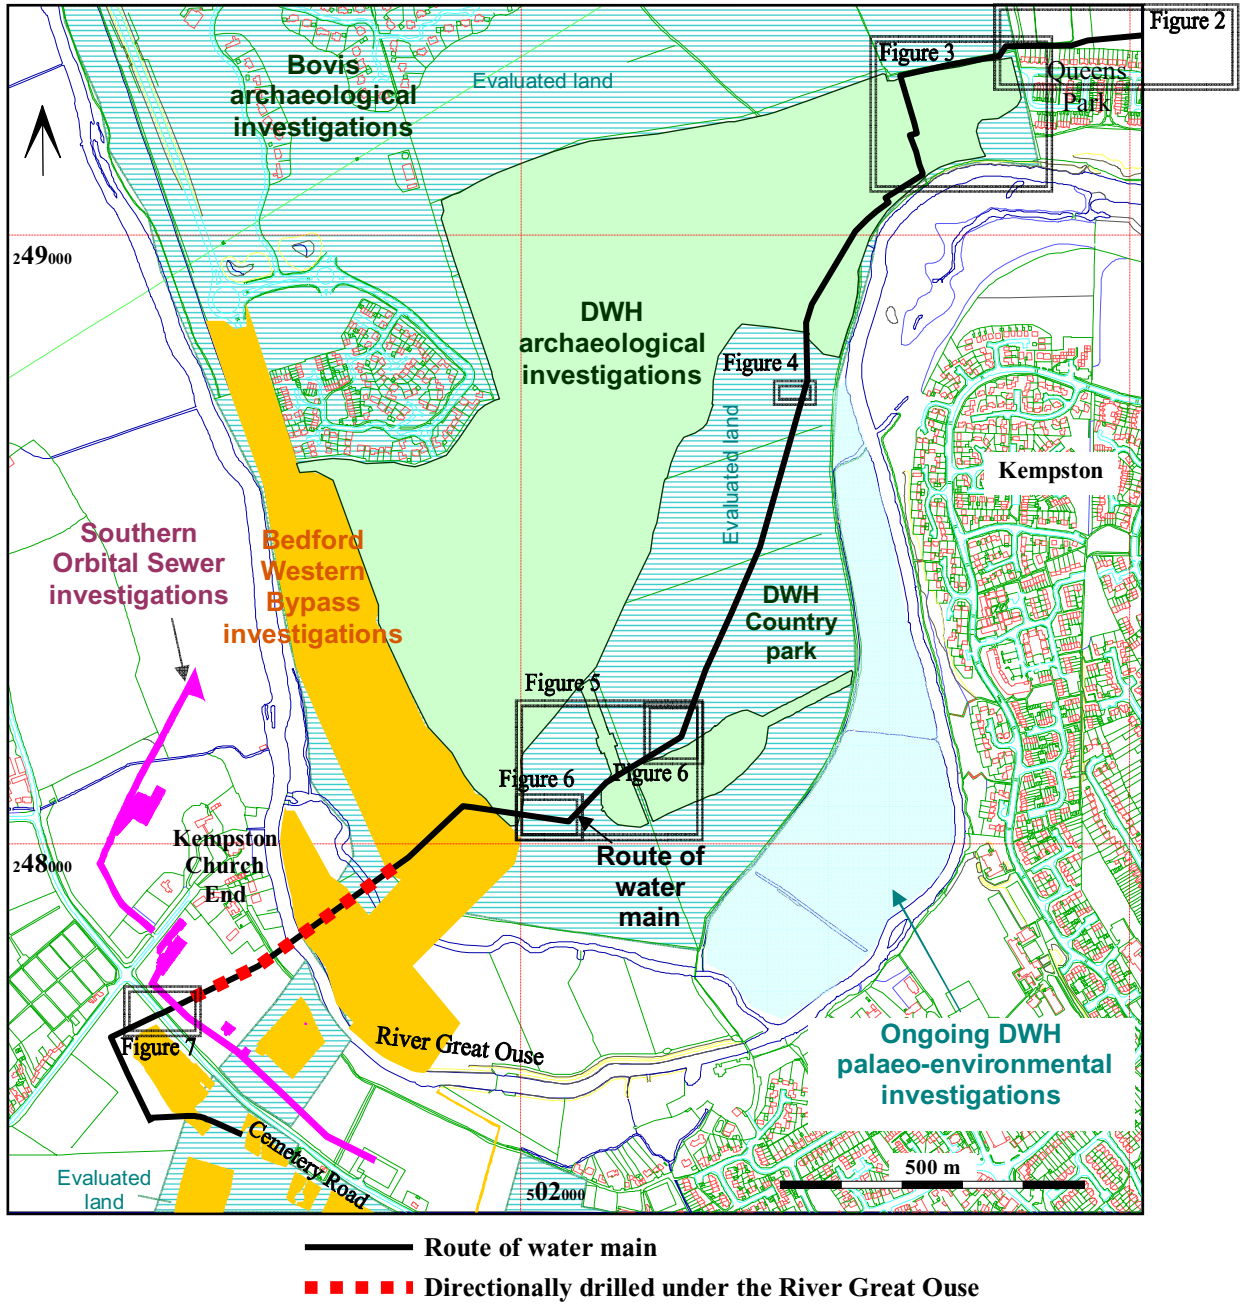 Figure 2
Figure 3
Queens
Park
Bovis
archaeological
investigations
Evaluated land
249000
DWH
archaeological
investigations
Figure 4
Evaluated land
Kempston
Southern
Orbital Sewer
investigations
Bedford
Western
Bypass
investigations
DWH
Country
park
Figure 5
Figure 6
Figure 6
Kempston
Church
End
248000
Route of
water
main
River Great Ouse
Figure 7
Ongoing DWH
palaeo-environmental
investigations
Cemetery Road
Evaluated
land
502000
500 m
Route of water main
Directionally drilled under the River Great Ouse